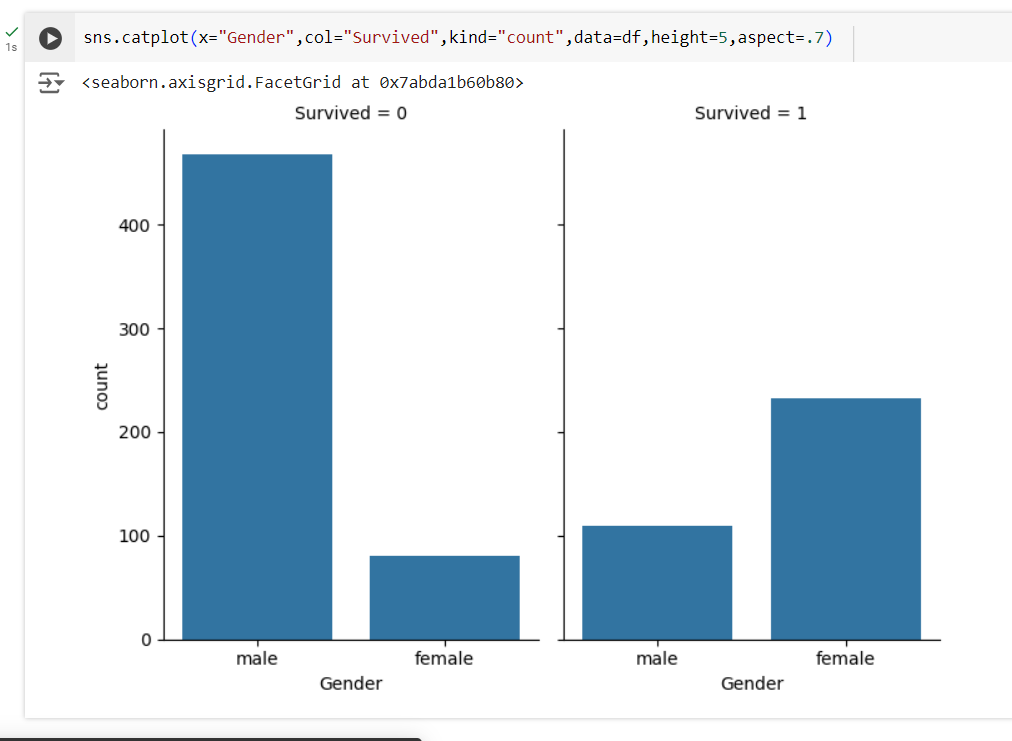 sns.catplot(x="Gender",col="Survived",kind="count",data=df,height=5,aspect=.7)
1s
<seaborn.axisgrid.FacetGrid at 0x7abda1b60b80>
Survived = 0
Survived = 1
400
300
200
100
0
count
male
female
male
female
Gender
Gender